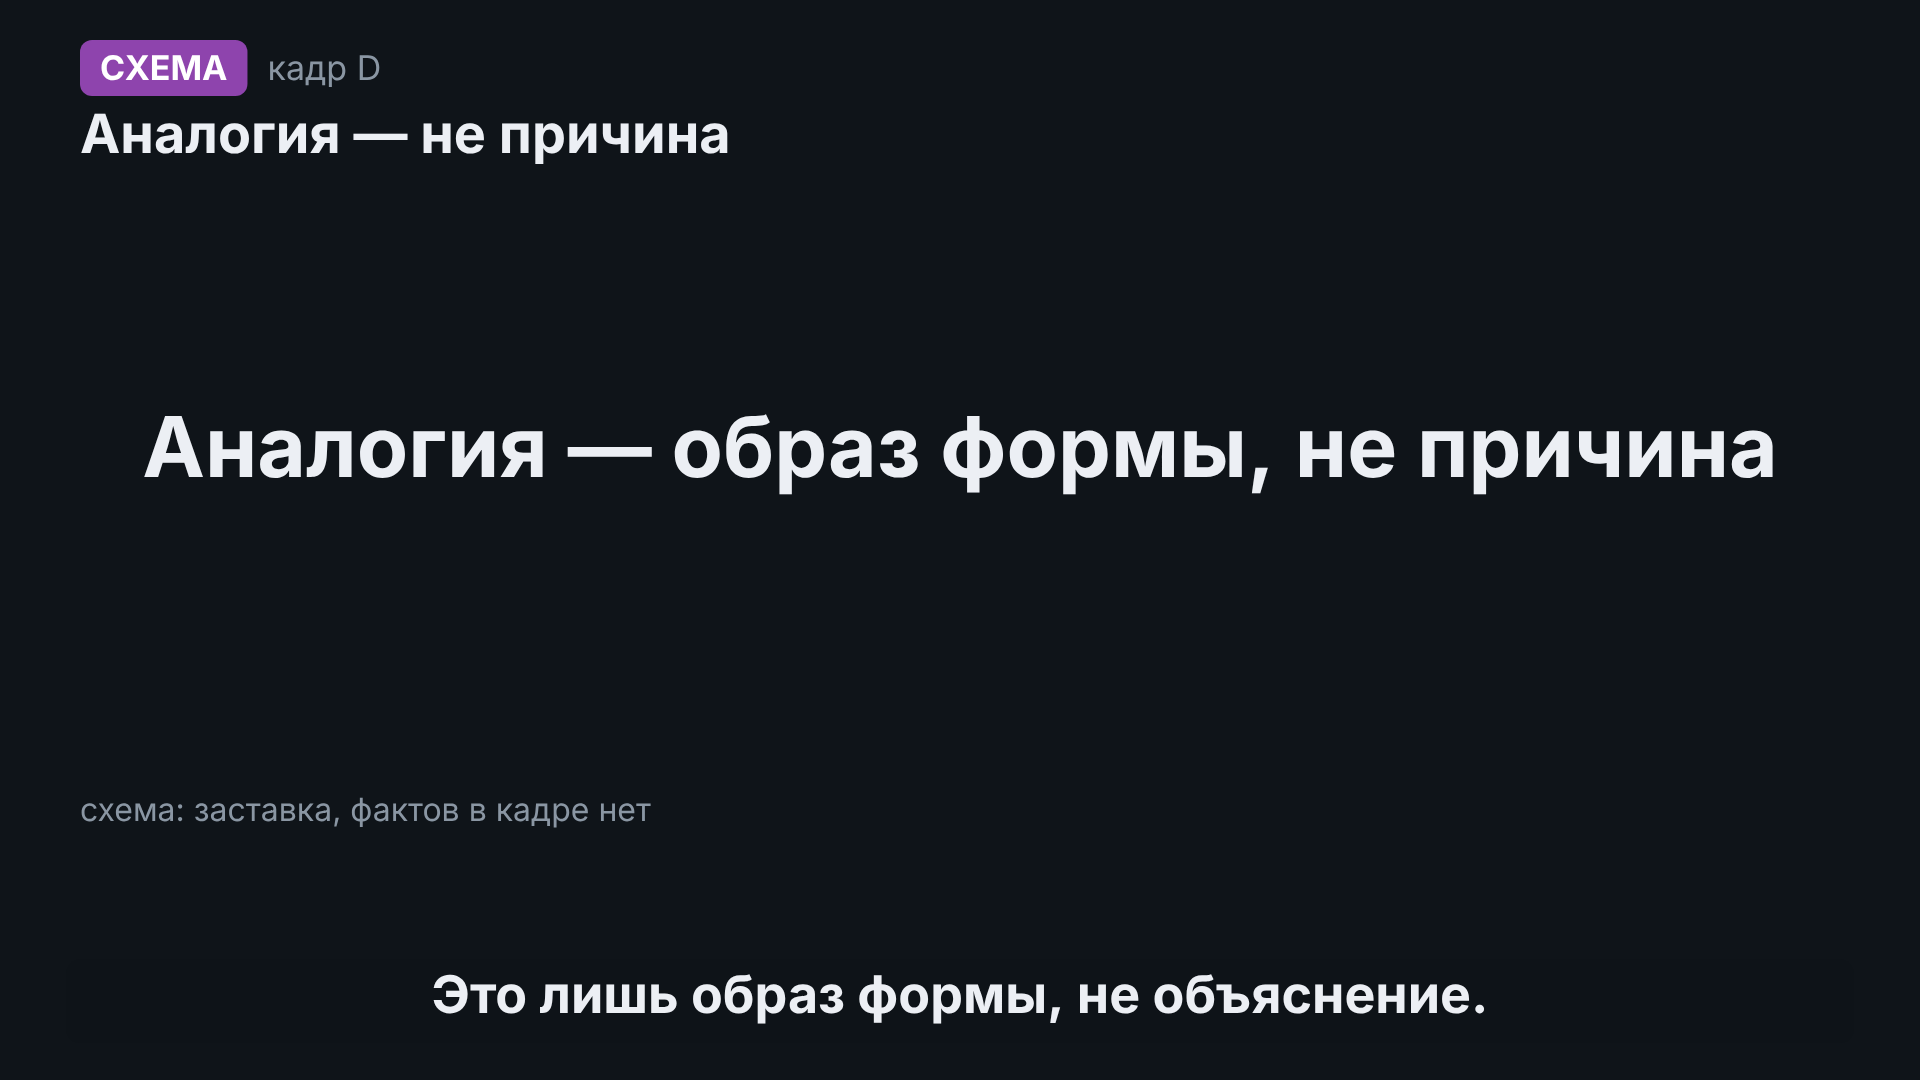 СХЕМА кадр D
Аналогия — не причина
Аналогия — образ формы, не причина
схема: заставка, фактов в кадре нет
Это лишь образ формы, не объяснение.